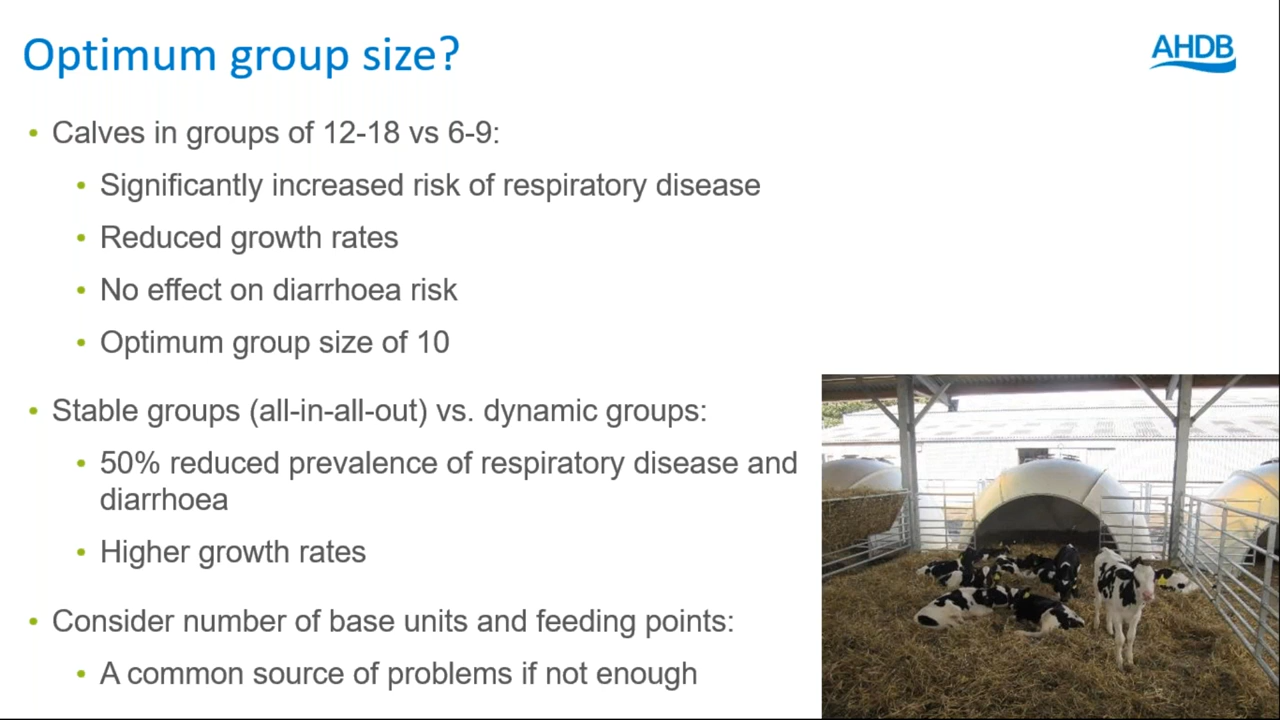 Optimum group size?
AHDB
• Calves in groups of 12-18 vs 6-9:
• Significantly increased risk of respiratory disease
• Reduced growth rates
• No effect on diarrhoea risk
• Optimum group size of 10
• Stable groups (all-in-all-out) vs. dynamic groups:
• 50% reduced prevalence of respiratory disease and
diarrhoea
• Higher growth rates
• Consider number of base units and feeding points:
• A common source of problems if not enough